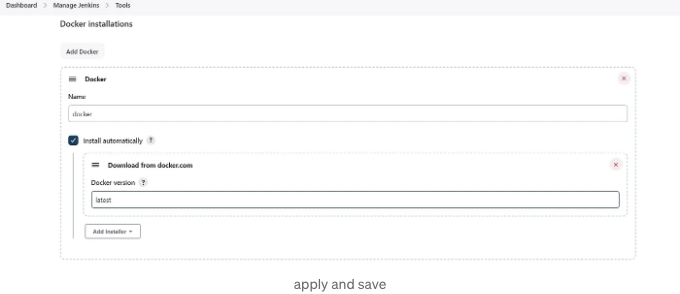 Dashboard > Manage Jenkins > Tools
Docker installations
Add Docker
Docker
Name
docker
Install automatically ?
Download from docker.com
Docker version ?
latest
Add Installer
apply and save